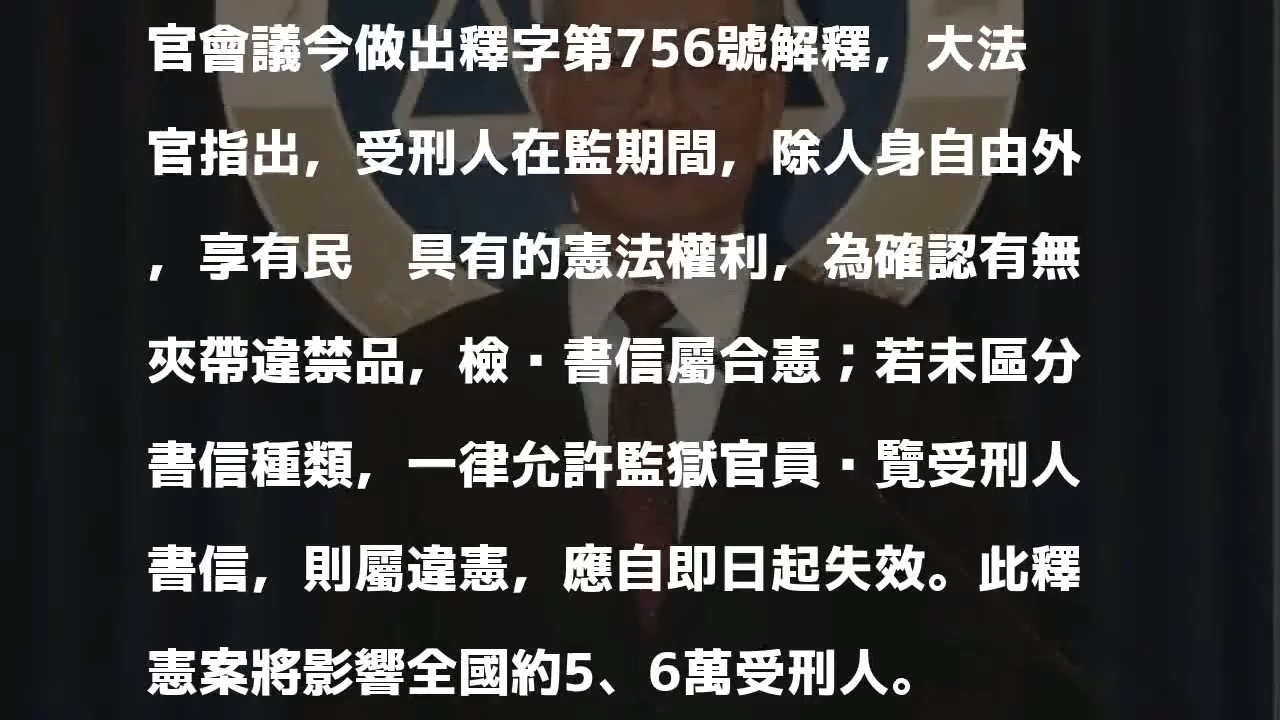 官會議今做出釋字第756號解釋，大法
官指出，受刑人在監期間，除人身自由外
，享有民　具有的憲法權利，為確認有無
夾帶違禁品，檢▪書信屬合憲；若未區分
書信種類，一律允許監獄官員▪覽受刑人
書信，則屬違憲，應自即日起失效。此釋
憲案將影響全國約5、6萬受刑人。